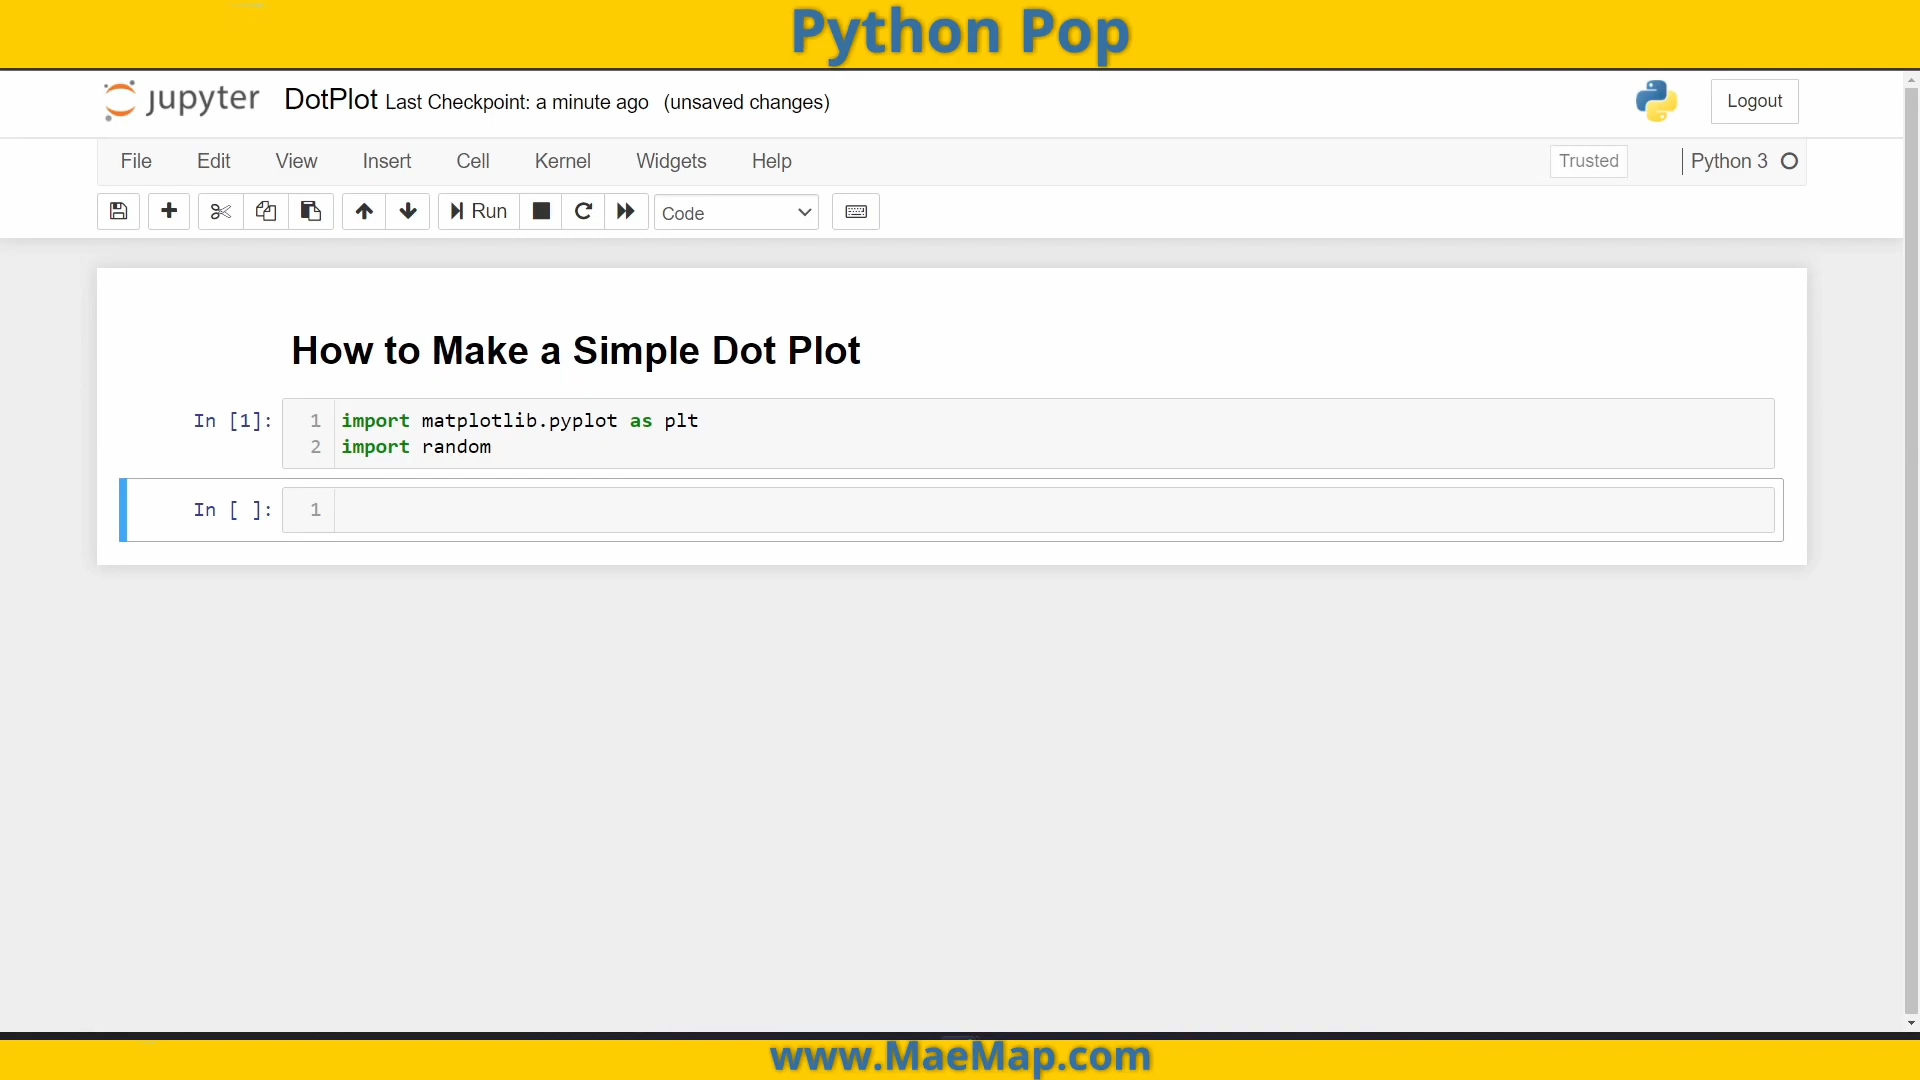 Python Pop
jupyter DotPlot Last Checkpoint: a minute ago (unsaved changes) Logout
File Edit View Insert Cell Kernel Widgets Help Trusted Python 3
Run Code
How to Make a Simple Dot Plot
In [1]: 1 import matplotlib.pyplot as plt
2 import random
In [ ]: 1
www.MaeMap.com